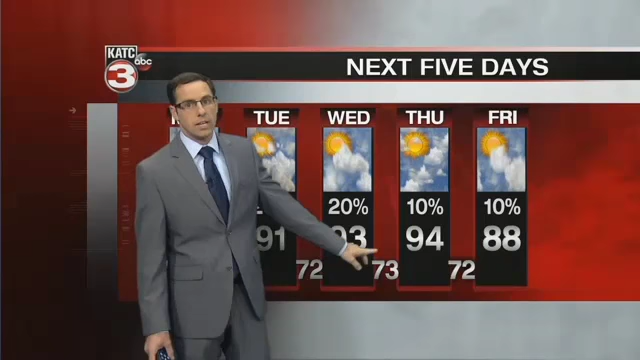 KATC
abc
3
NEXT FIVE DAYS
TUE WED THU FRI
20% 10% 10%
91 93 94 88
72 73 72